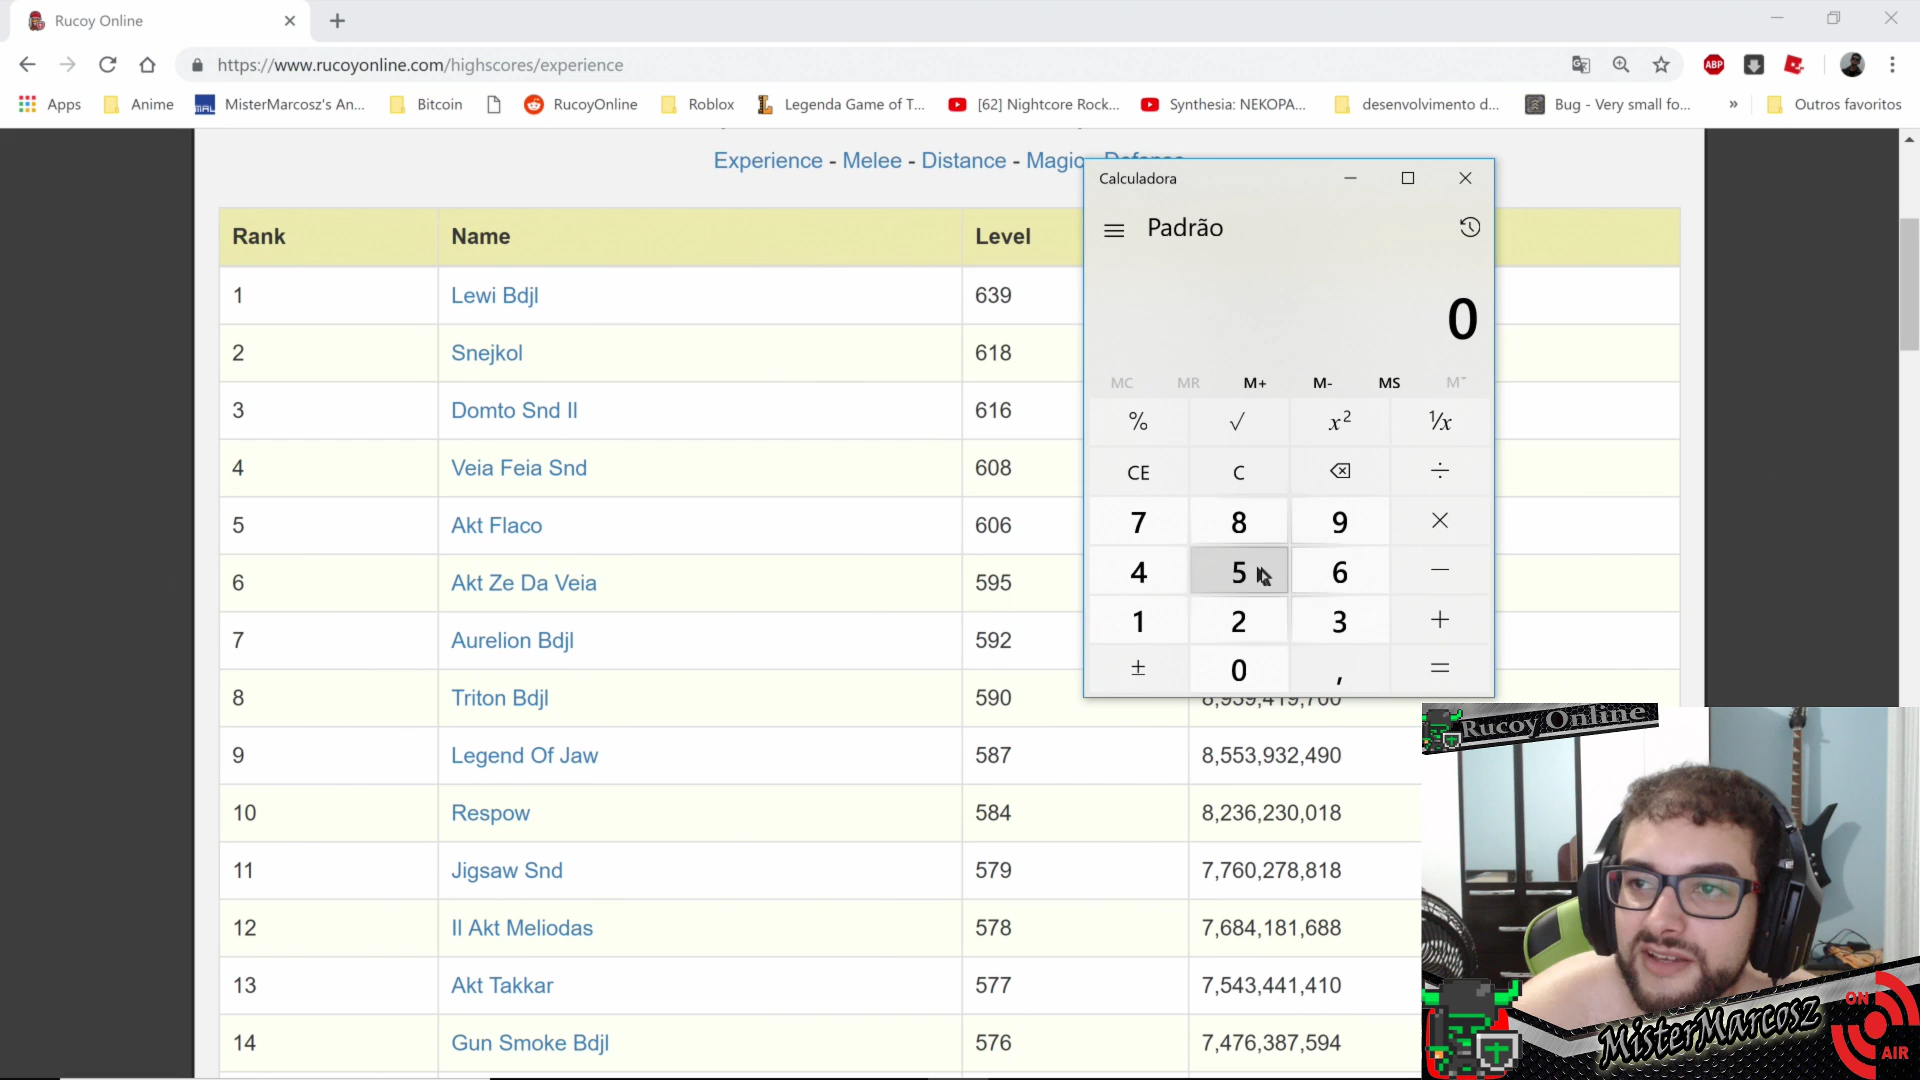 Rucoy Online
https://www.rucoyonline.com/highscores/experience
ABP
Apps Anime MAL MisterMarcosz's An... Bitcoin RucoyOnline Roblox Legenda Game of T... [62] Nightcore Rock... Synthesia: NEKOPA... desenvolvimento d... Bug - Very small fo... » Outros favoritos
Experience - Melee - Distance - Magic - Defense
Calculadora
Padrão
0
MC MR M+ M- MS M˅
% √ x² ¹/x
CE C ÷
7 8 9 ×
4 5 6 −
1 2 3 +
± 0 , =
Rank Name Level
1 Lewi Bdjl 639
2 Snejkol 618
3 Domto Snd Il 616
4 Veia Feia Snd 608
5 Akt Flaco 606
6 Akt Ze Da Veia 595
7 Aurelion Bdjl 592
8 Triton Bdjl 590
9 Legend Of Jaw 587 8,553,932,490
10 Respow 584 8,236,230,018
11 Jigsaw Snd 579 7,760,278,818
12 Il Akt Meliodas 578 7,684,181,688
13 Akt Takkar 577 7,543,441,410
14 Gun Smoke Bdjl 576 7,476,387,594
Rucoy Online
MisterMarcosz
ON
AIR